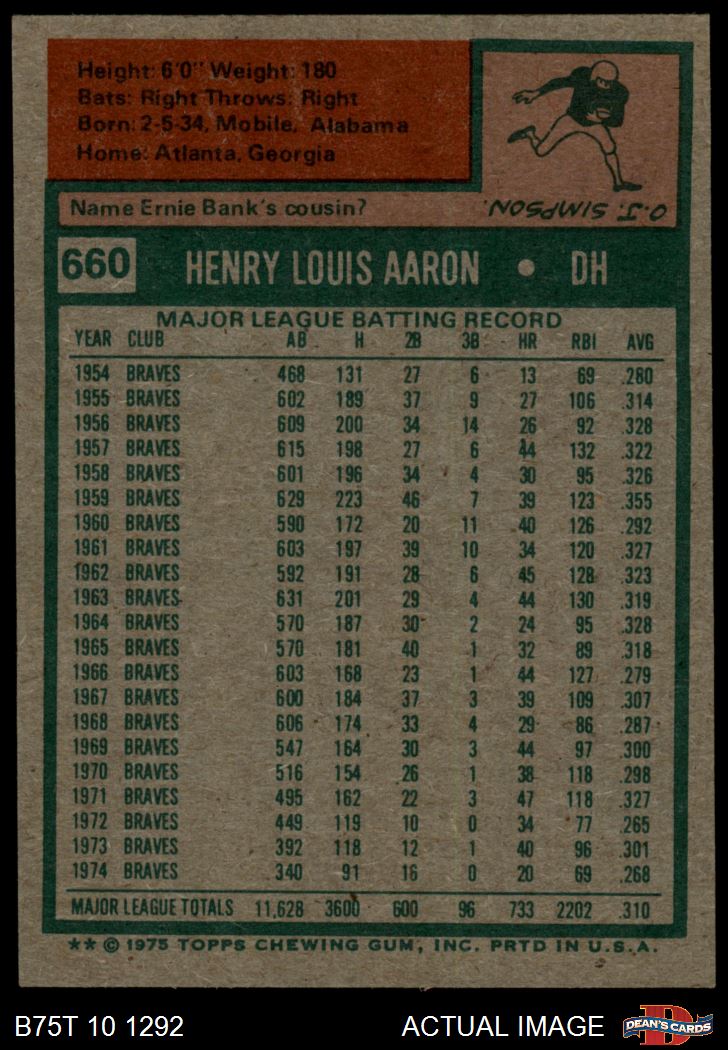 Height: 6'0" Weight: 180
Bats: Right Throws: Right
Born: 2-5-34, Mobile, Alabama
Home: Atlanta, Georgia
Name Ernie Bank's cousin?
O.J. SIMPSON.
660 HENRY LOUIS AARON • DH
MAJOR LEAGUE BATTING RECORD
YEAR CLUB AB H 2B 3B HR RBI AVG
1954 BRAVES 468 131 27 6 13 69 .280
1955 BRAVES 602 189 37 9 27 106 .314
1956 BRAVES 609 200 34 14 26 92 .328
1957 BRAVES 615 198 27 6 44 132 .322
1958 BRAVES 601 196 34 4 30 95 .326
1959 BRAVES 629 223 46 7 39 123 .355
1960 BRAVES 590 172 20 11 40 126 .292
1961 BRAVES 603 197 39 10 34 120 .327
1962 BRAVES 592 191 28 6 45 128 .323
1963 BRAVES 631 201 29 4 44 130 .319
1964 BRAVES 570 187 30 2 24 95 .328
1965 BRAVES 570 181 40 1 32 89 .318
1966 BRAVES 603 168 23 1 44 127 .279
1967 BRAVES 600 184 37 3 39 109 .307
1968 BRAVES 606 174 33 4 29 86 .287
1969 BRAVES 547 164 30 3 44 97 .300
1970 BRAVES 516 154 26 1 38 118 .298
1971 BRAVES 495 162 22 3 47 118 .327
1972 BRAVES 449 119 10 0 34 77 .265
1973 BRAVES 392 118 12 1 40 96 .301
1974 BRAVES 340 91 16 0 20 69 .268
MAJOR LEAGUE TOTALS 11,628 3600 600 96 733 2202 .310
** © 1975 TOPPS CHEWING GUM, INC. PRTD IN U.S.A.
B75T 10 1292 ACTUAL IMAGE
D
DEAN'S CARDS